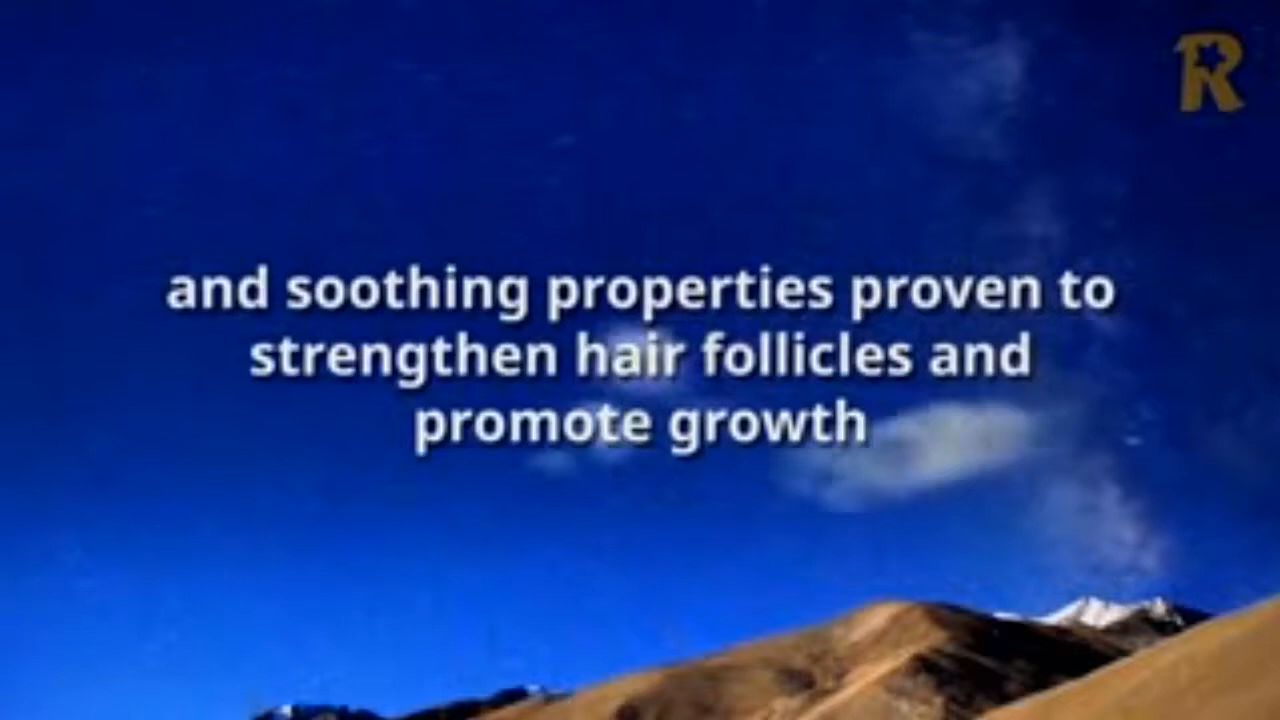 R
and soothing properties proven to
strengthen hair follicles and
promote growth